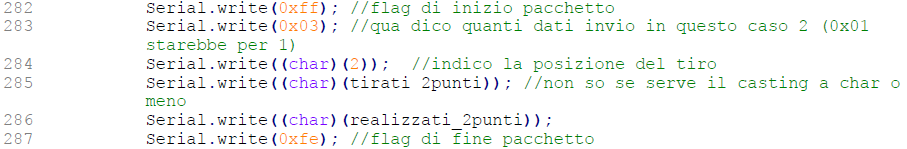 282 Serial.write(0xff); //flag di inizio pacchetto
283 Serial.write(0x03); //qua dico quanti dati invio in questo caso 2 (0x01
starebbe per 1)
284 Serial.write((char)(2)); //indico la posizione del tiro
285 Serial.write((char)(tirati 2punti)); //non so se serve il casting a char o
meno
286 Serial.write((char)(realizzati_2punti));
287 Serial.write(0xfe); //flag di fine pacchetto